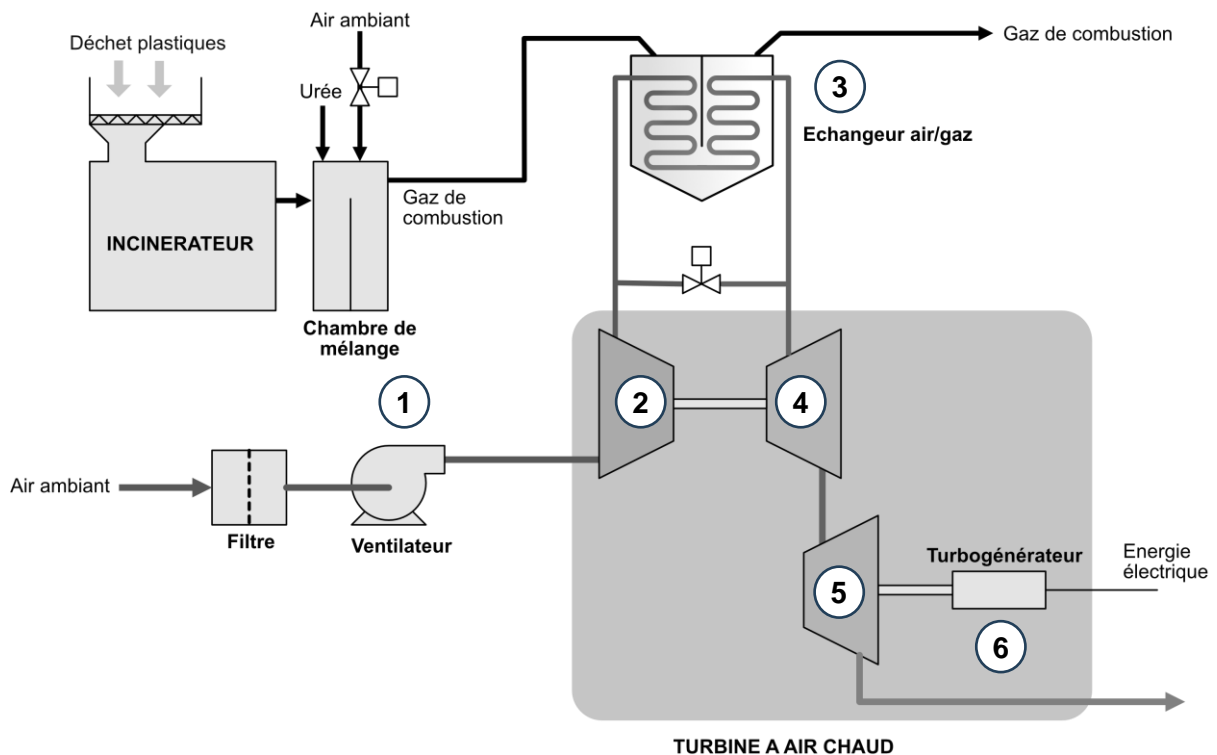 Air ambiant
Déchet plastiques
Urée
Gaz de combustion
3
Echangeur air/gaz
Gaz de
combustion
INCINERATEUR
Chambre de
mélange
1
2
4
Air ambiant
Filtre
Ventilateur
Turbogénérateur
Energie
électrique
5
6
TURBINE A AIR CHAUD